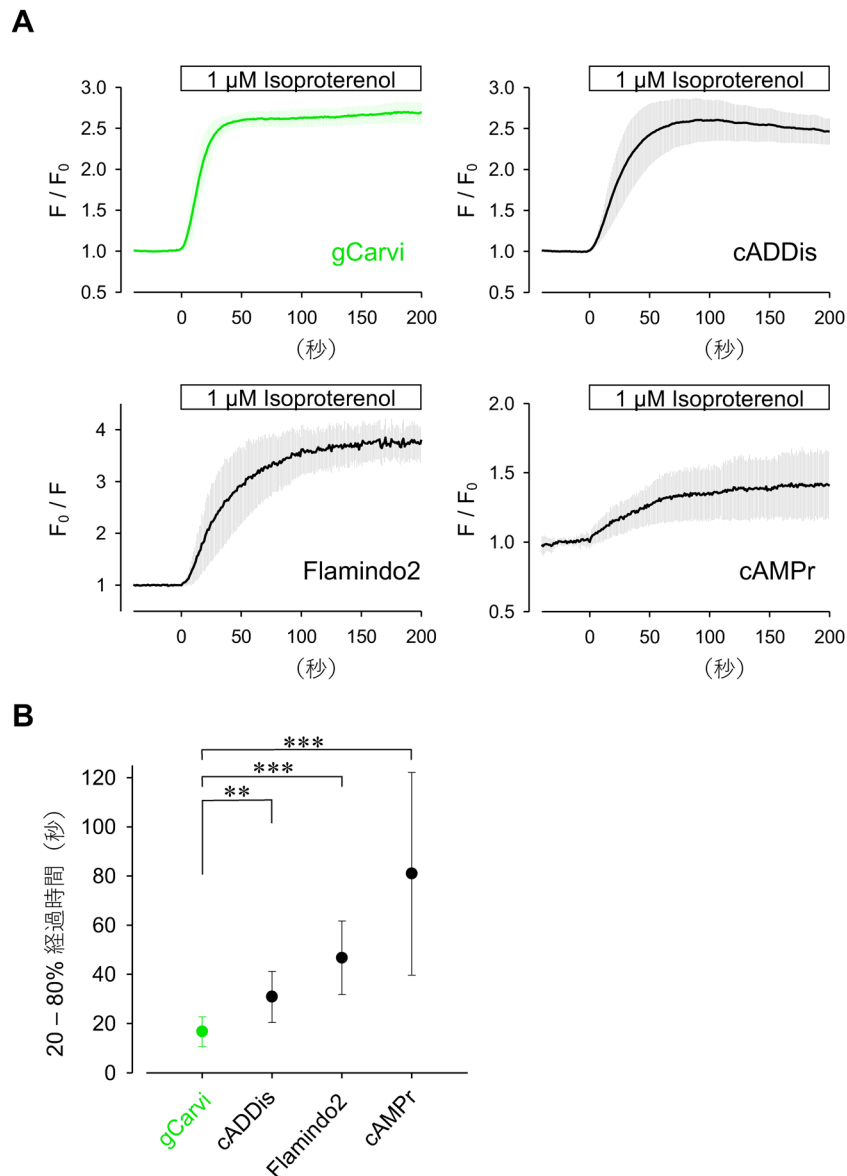 A
1 µM Isoproterenol
3.0
2.5
2.0
1.5
1.0
0.5
F / F₀
gCarvi
0 50 100 150 200
（秒）
1 µM Isoproterenol
3.0
2.5
2.0
1.5
1.0
0.5
F / F₀
cADDis
0 50 100 150 200
（秒）
1 µM Isoproterenol
4
3
2
1
F₀ / F
Flamindo2
0 50 100 150 200
（秒）
1 µM Isoproterenol
2.0
1.5
1.0
0.5
F / F₀
cAMPr
0 50 100 150 200
（秒）
B
***
***
**
120
100
80
60
40
20
0
20 – 80% 経過時間（秒）
gCarvi
cADDis
Flamindo2
cAMPr